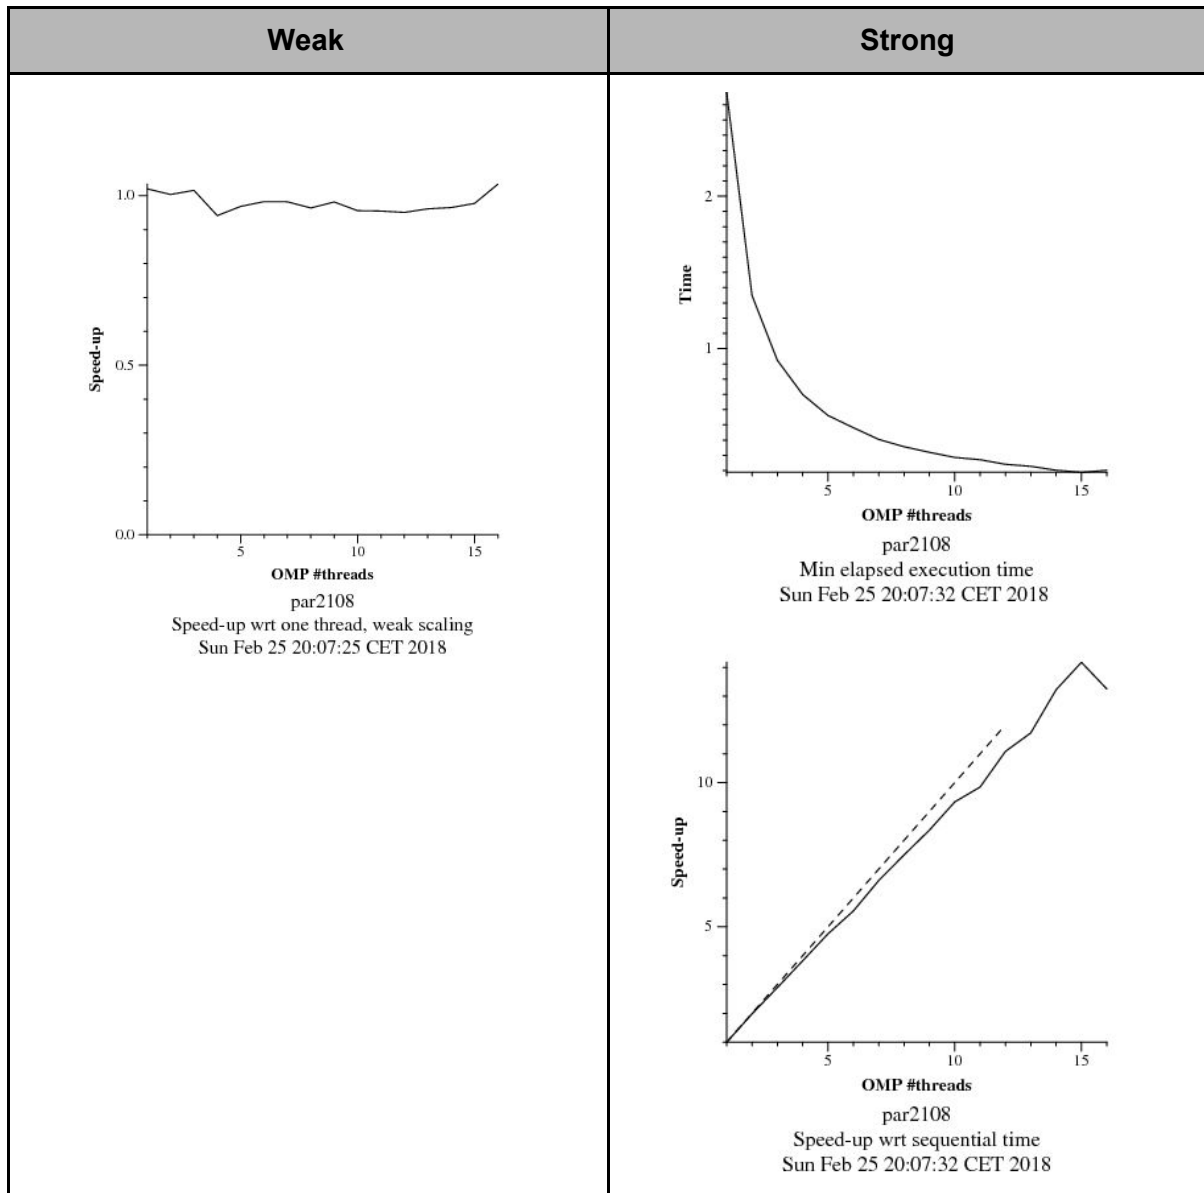 Weak
Strong
1.0
0.5
0.0
Speed-up
5
10
15
OMP #threads
par2108
Speed-up wrt one thread, weak scaling
Sun Feb 25 20:07:25 CET 2018
2
1
Time
5
10
15
OMP #threads
par2108
Min elapsed execution time
Sun Feb 25 20:07:32 CET 2018
10
5
Speed-up
5
10
15
OMP #threads
par2108
Speed-up wrt sequential time
Sun Feb 25 20:07:32 CET 2018